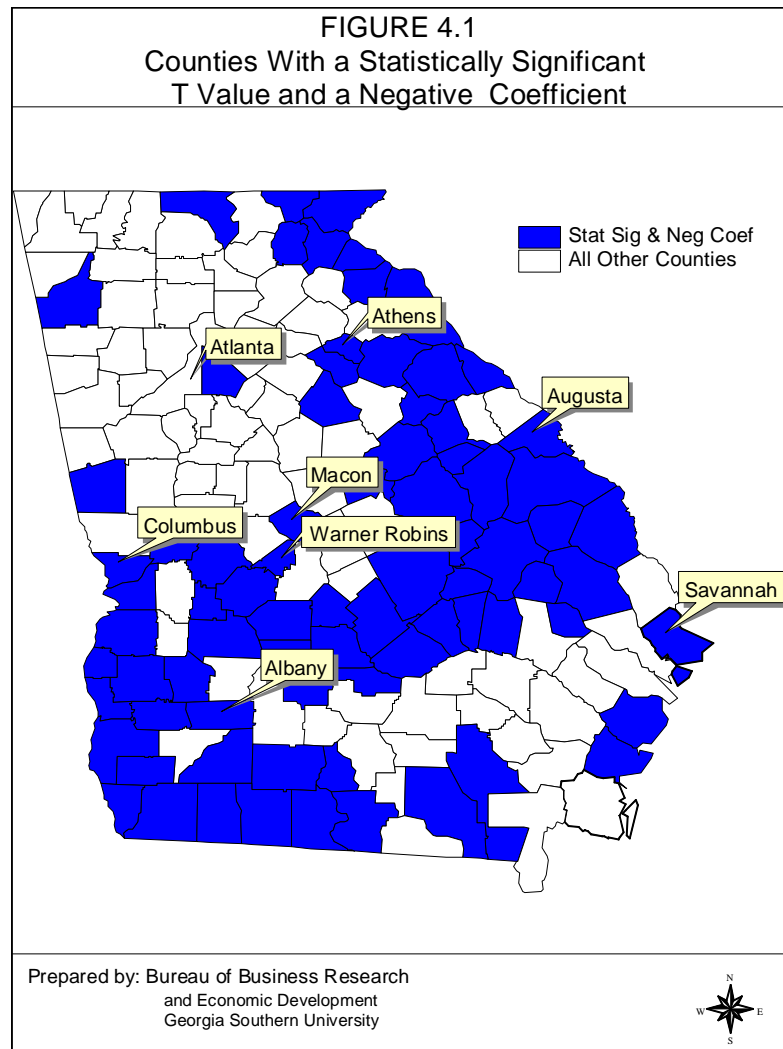 FIGURE 4.1
Counties With a Statistically Significant
T Value and a Negative Coefficient
Stat Sig & Neg Coef
All Other Counties
Athens
Atlanta
Augusta
Macon
Columbus
Warner Robins
Savannah
Albany
Prepared by: Bureau of Business Research
and Economic Development
Georgia Southern University
N
W E
S